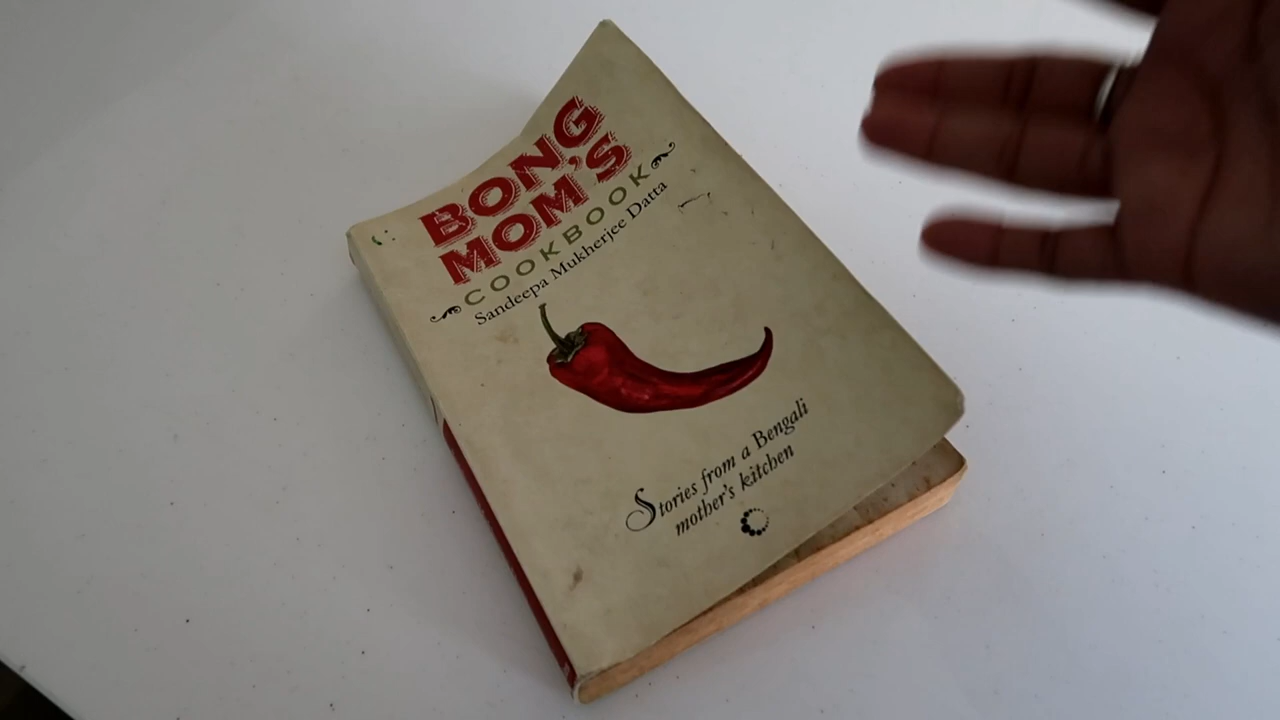 BONG
MOM'S
COOKBOOK
Sandeepa Mukherjee Datta
Stories from a Bengali
mother's kitchen